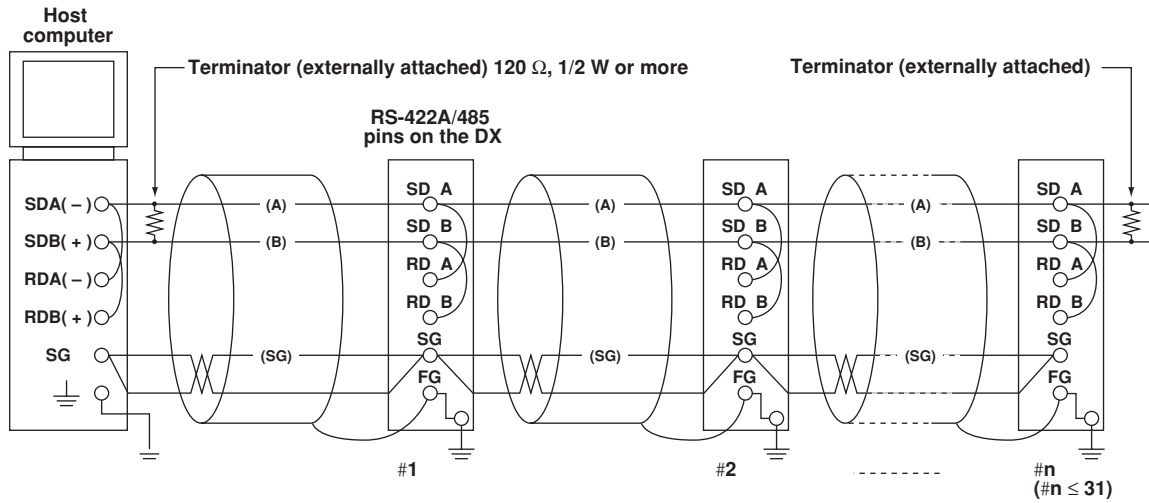 Host
computer
Terminator (externally attached) 120 Ω, 1/2 W or more
Terminator (externally attached)
RS-422A/485
pins on the DX
SDA( – )
SDB( + )
RDA( – )
RDB( + )
SG
(A)
(B)
(SG)
SD A
SD B
RD A
RD B
SG
FG
#1
(A)
(B)
(SG)
SD A
SD B
RD A
RD B
SG
FG
#2
(A)
(B)
(SG)
SD A
SD B
RD A
RD B
SG
FG
#n
(#n ≤ 31)